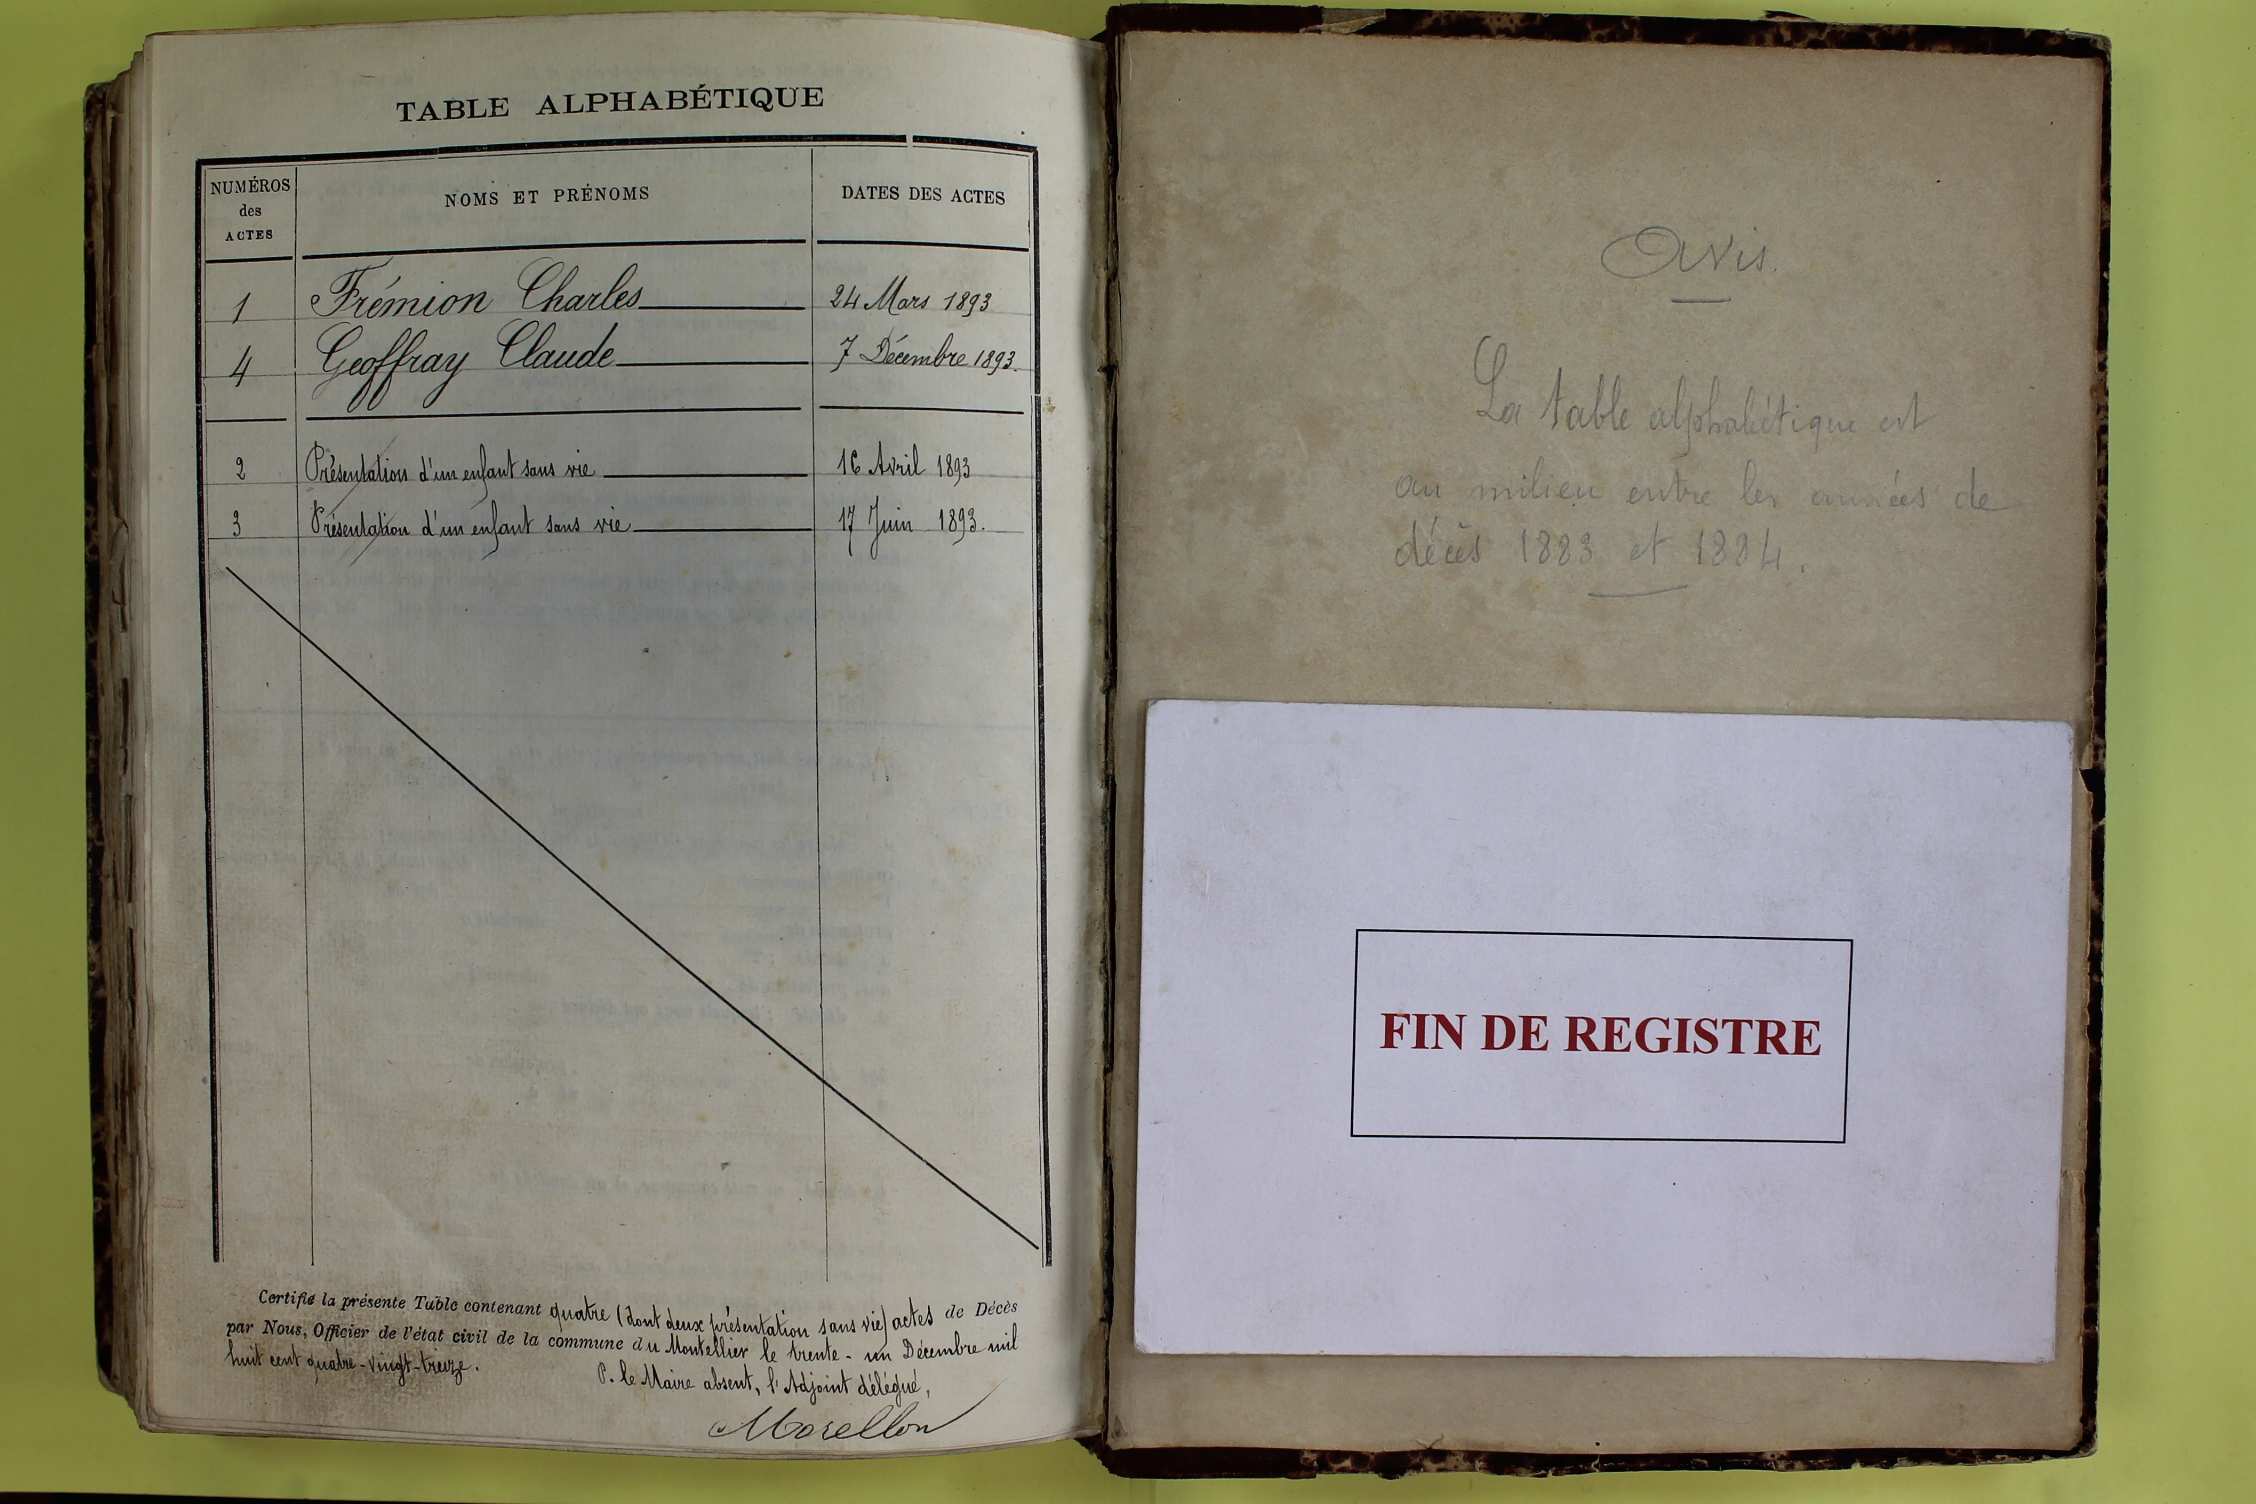 TABLE ALPHABÉTIQUE
NUMÉROS des ACTES
NOMS ET PRÉNOMS
DATES DES ACTES
1 Frémion Charles 24 Mars 1893
4 Geoffray Claude 7 Décembre 1893.
2 Présentation d'un enfant sans vie 16 Avril 1893
3 Présentation d'un enfant sans vie 17 Juin 1893.
Certifié la présente Table contenant quatre (dont deux présentation sans vie) actes de Décès
par Nous, Officier de l'état civil de la commune du Montellier le trente-un Décembre mil
huit cent quatre-vingt-treize.
P. le Maire absent, l'Adjoint délégué,
Morellon
Avis.
La table alphabétique est
au milieu entre les années de
décès 1883 et 1884.
FIN DE REGISTRE